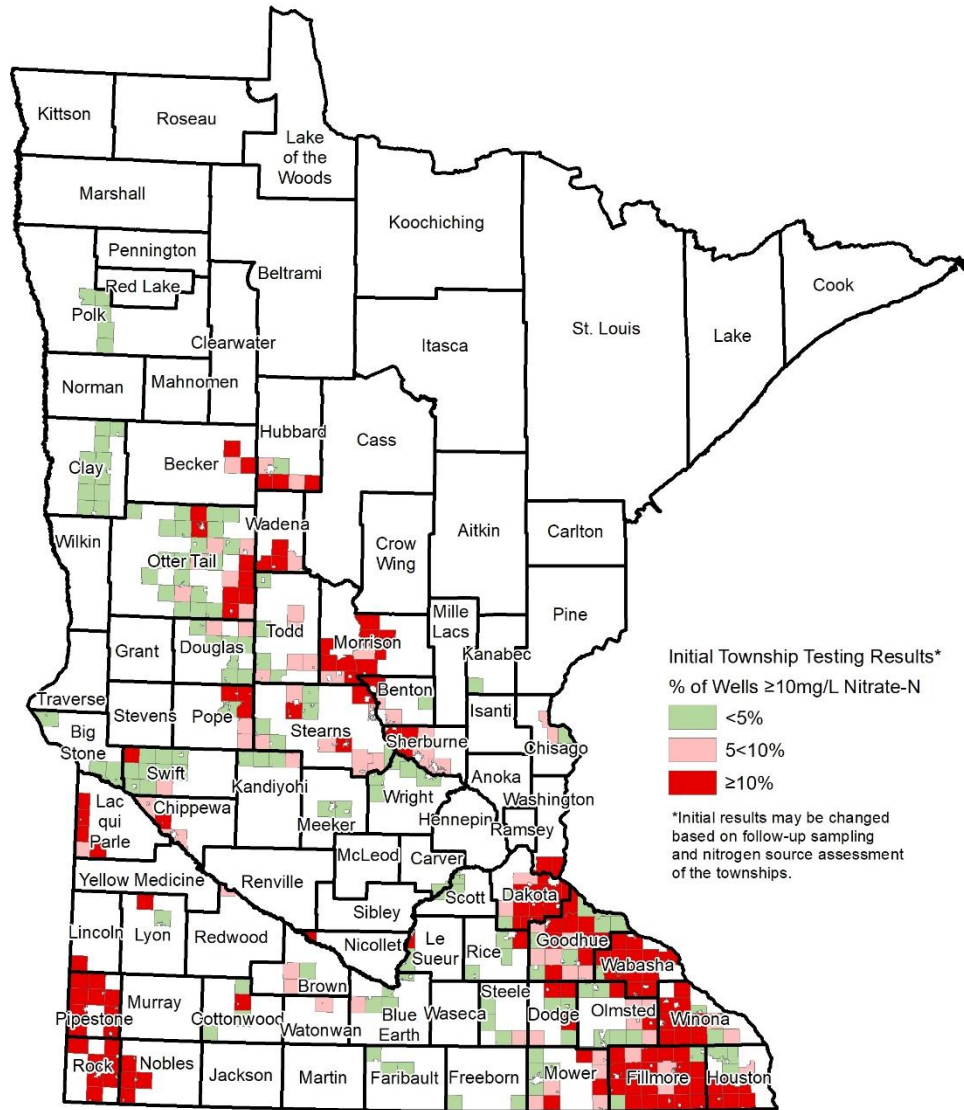 Kittson
Roseau
Lake
of the
Woods
Marshall
Koochiching
Pennington
Beltrami
Red Lake
Cook
Polk
St. Louis
Lake
Itasca
Clearwater
Norman
Mahnomen
Hubbard
Cass
Clay
Becker
Wadena
Aitkin
Carlton
Crow
Wing
Wilkin
Otter Tail
Pine
Mille
Lacs
Todd
Morrison
Grant
Douglas
Kanabec
Traverse
Benton
Stevens
Pope
Isanti
Big
Stone
Stearns
Sherburne
Chisago
Swift
Anoka
Kandiyohi
Wright
Washington
Lac
qui
Parle
Chippewa
Meeker
Hennepin
Ramsey
McLeod
Carver
Yellow Medicine
Renville
Dakota
Scott
Sibley
Lincoln
Lyon
Redwood
Nicollet
Le
Sueur
Rice
Goodhue
Wabasha
Brown
Steele
Pipestone
Murray
Cottonwood
Watonwan
Blue
Earth
Waseca
Dodge
Olmsted
Winona
Rock
Nobles
Jackson
Martin
Faribault
Freeborn
Mower
Fillmore
Houston
Initial Township Testing Results*
% of Wells ≥10mg/L Nitrate-N
<5%
5<10%
≥10%
*Initial results may be changed
based on follow-up sampling
and nitrogen source assessment
of the townships.